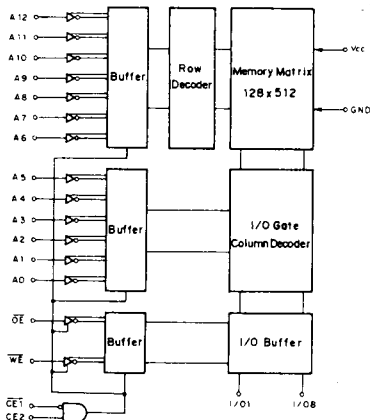 A12
A11
A10
A9
A8
A7
A6
Buffer
Row Decoder
Memory Matrix
128 x 512
Vcc
GND
A5
A4
A3
A2
A1
A0
Buffer
I/O Gate
Column Decoder
OE
WE
Buffer
I/O Buffer
CE1
CE2
I/O1
I/O8